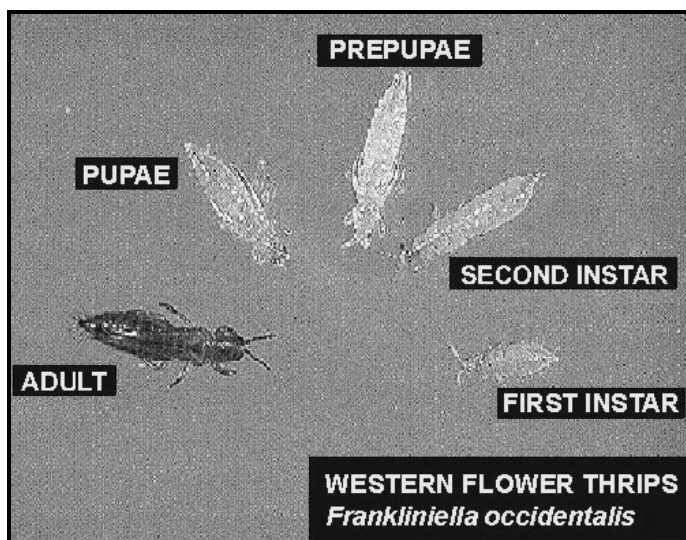 PREPUPAE
PUPAE
SECOND INSTAR
ADULT
FIRST INSTAR
WESTERN FLOWER THRIPS
Frankliniella occidentalis